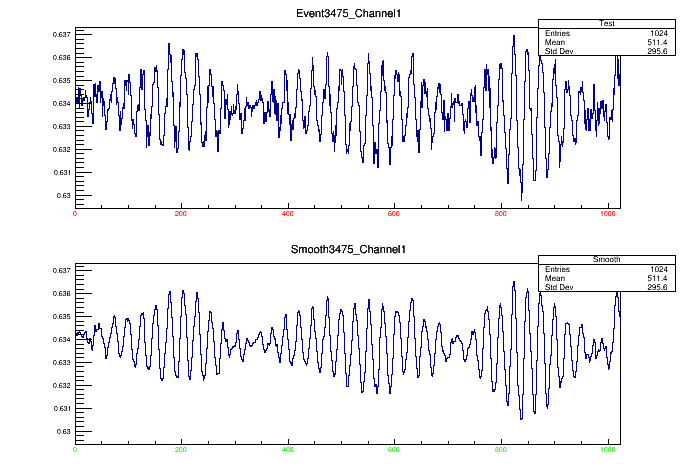 Event3475_Channel1
Test
Entries 1024
Mean 511.4
Std Dev 295.6
0.637
0.636
0.635
0.634
0.633
0.632
0.631
0.63
0 200 400 600 800 1000
Smooth3475_Channel1
Smooth
Entries 1024
Mean 511.4
Std Dev 295.6
0.637
0.636
0.635
0.634
0.633
0.632
0.631
0.63
0 200 400 600 800 1000